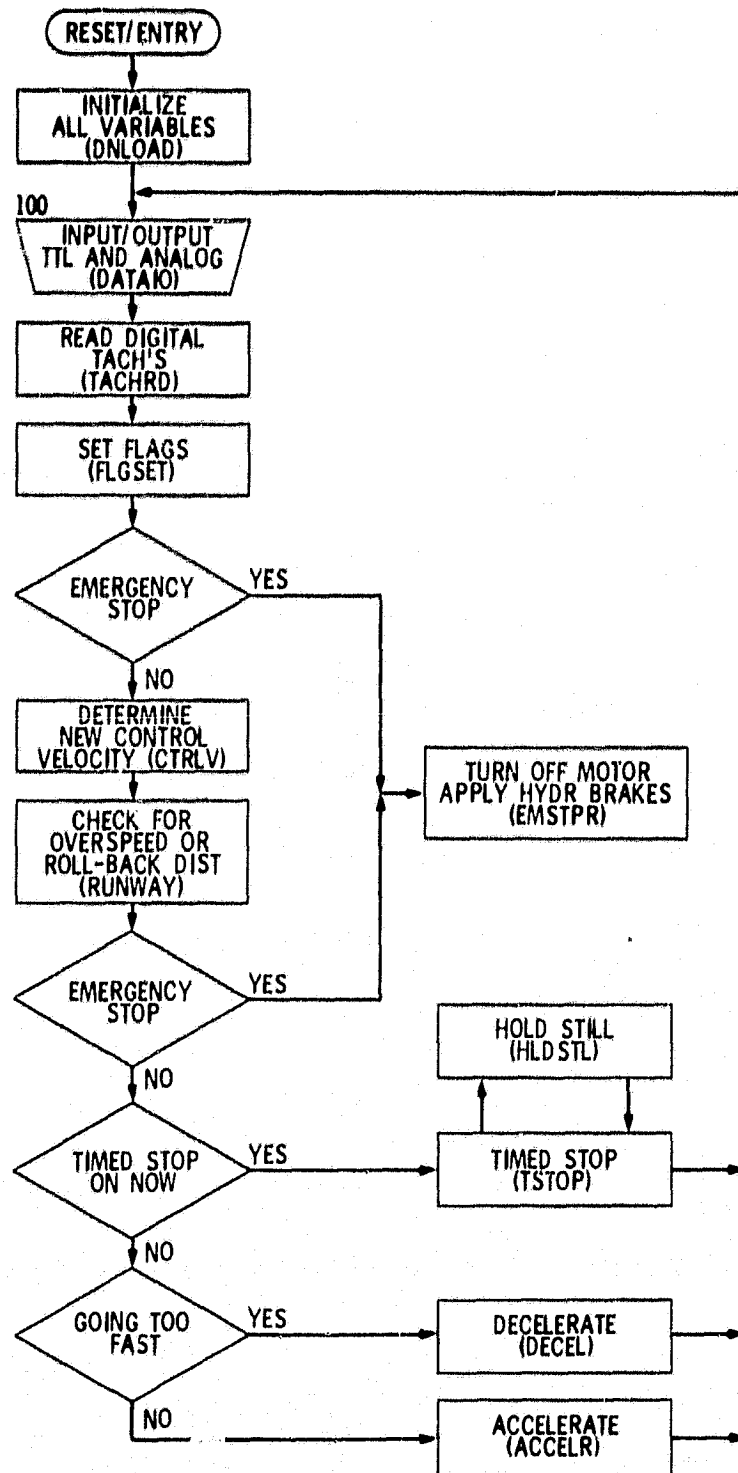 RESET/ENTRY
INITIALIZE
ALL VARIABLES
(DNLOAD)
100
INPUT/OUTPUT
TTL AND ANALOG
(DATAIO)
READ DIGITAL
TACH'S
(TACHRD)
SET FLAGS
(FLGSET)
EMERGENCY
STOP
YES
NO
DETERMINE
NEW CONTROL
VELOCITY (CTRLV)
TURN OFF MOTOR
APPLY HYDR BRAKES
(EMSTPR)
CHECK FOR
OVERSPEED OR
ROLL-BACK DIST
(RUNWAY)
EMERGENCY
STOP
YES
NO
HOLD STILL
(HLDSTL)
TIMED STOP
ON NOW
YES
TIMED STOP
(TSTOP)
NO
GOING TOO
FAST
YES
DECELERATE
(DECEL)
NO
ACCELERATE
(ACCELR)